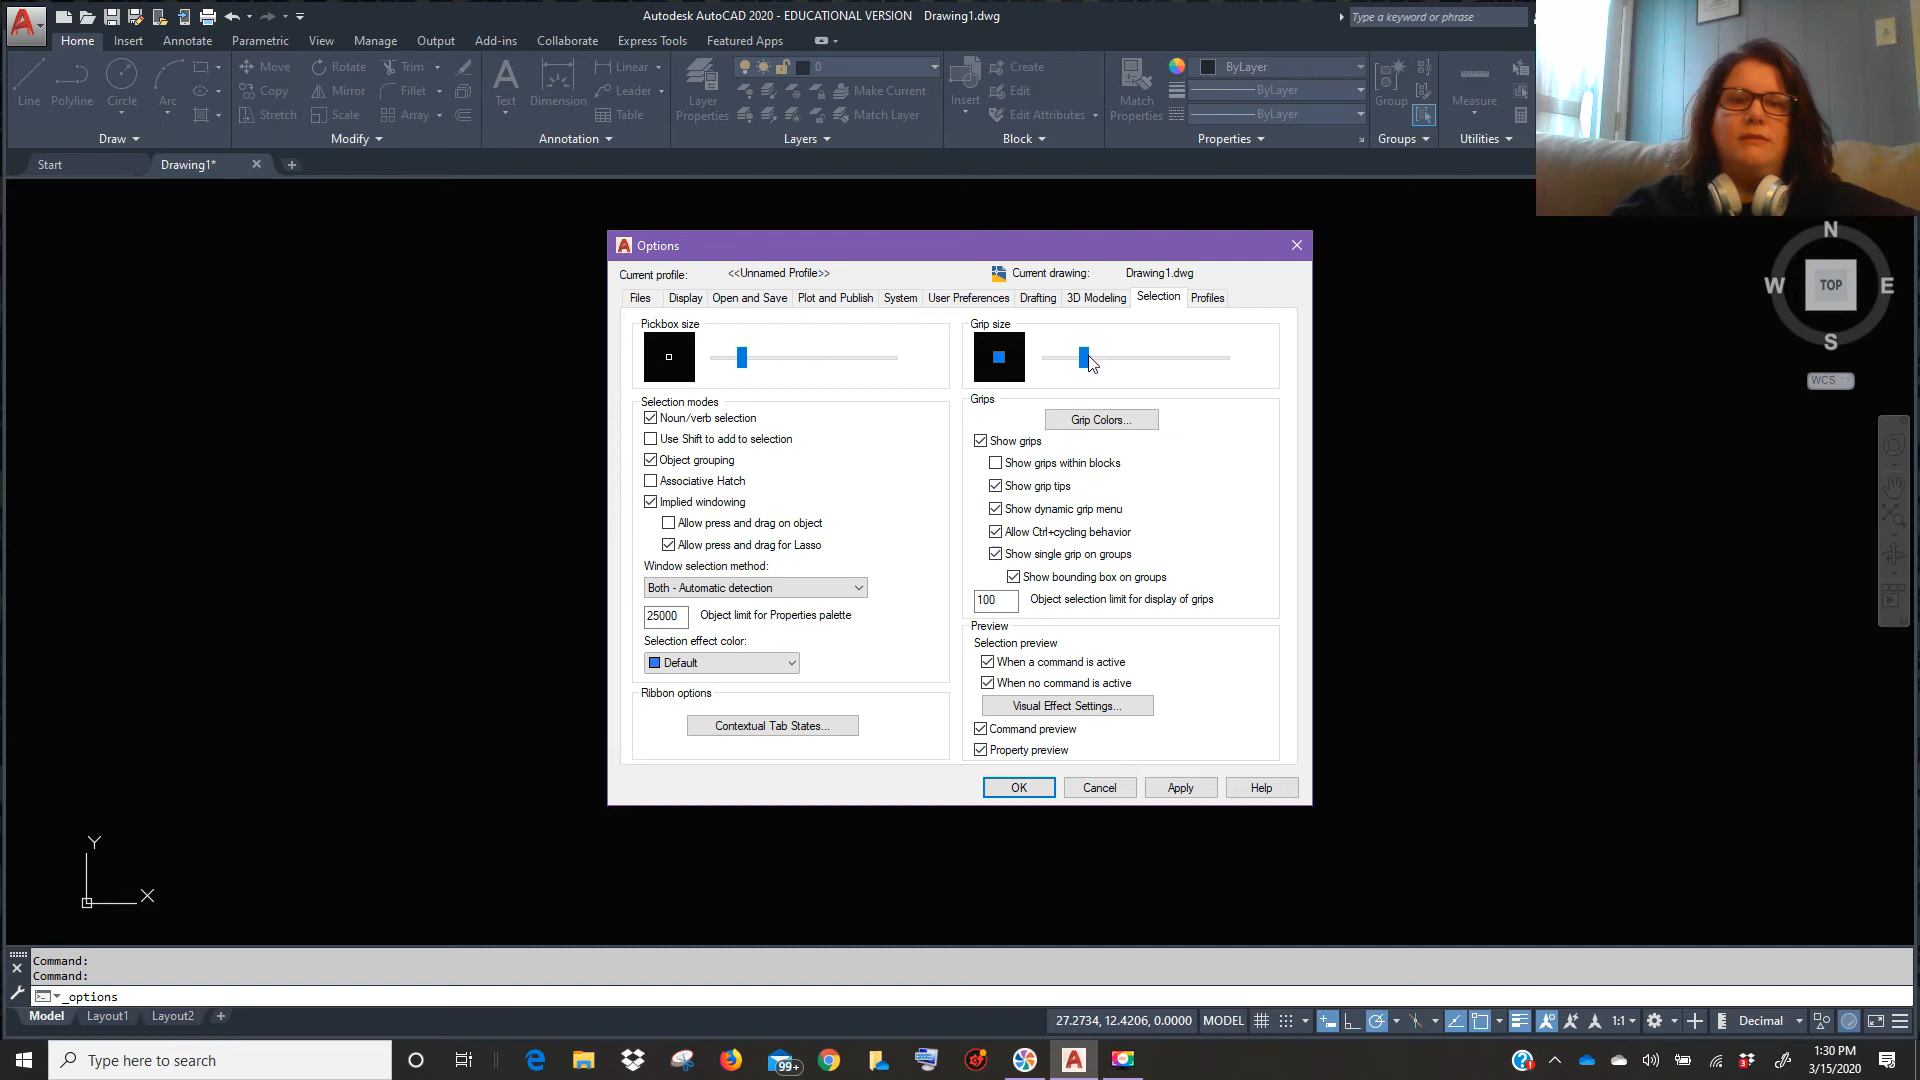 Autodesk AutoCAD 2020 - EDUCATIONAL VERSION Drawing1.dwg
Type a keyword or phrase
Home Insert Annotate Parametric View Manage Output Add-ins Collaborate Express Tools Featured Apps
Move Rotate Trim Linear 0 Create ByLayer
Line Polyline Circle Arc Copy Mirror Fillet Text Dimension Leader Layer Properties Make Current Insert Edit Match Properties ByLayer Group Measure
Stretch Scale Array Table Match Layer Edit Attributes ByLayer
Draw Modify Annotation Layers Block Properties Groups Utilities
Start Drawing1*
N
W TOP E
S
WCS
Options
Current profile: <<Unnamed Profile>> Current drawing: Drawing1.dwg
Files Display Open and Save Plot and Publish System User Preferences Drafting 3D Modeling Selection Profiles
Pickbox size
Selection modes
Noun/verb selection
Use Shift to add to selection
Object grouping
Associative Hatch
Implied windowing
Allow press and drag on object
Allow press and drag for Lasso
Window selection method:
Both - Automatic detection
25000 Object limit for Properties palette
Selection effect color:
Default
Ribbon options
Contextual Tab States...
Grip size
Grips
Grip Colors...
Show grips
Show grips within blocks
Show grip tips
Show dynamic grip menu
Allow Ctrl+cycling behavior
Show single grip on groups
Show bounding box on groups
100 Object selection limit for display of grips
Preview
Selection preview
When a command is active
When no command is active
Visual Effect Settings...
Command preview
Property preview
OK Cancel Apply Help
Y
X
Command:
Command:
_options
Model Layout1 Layout2
27.2734, 12.4206, 0.0000 MODEL 1:1 Decimal
Type here to search
99+
3
1:30 PM
3/15/2020